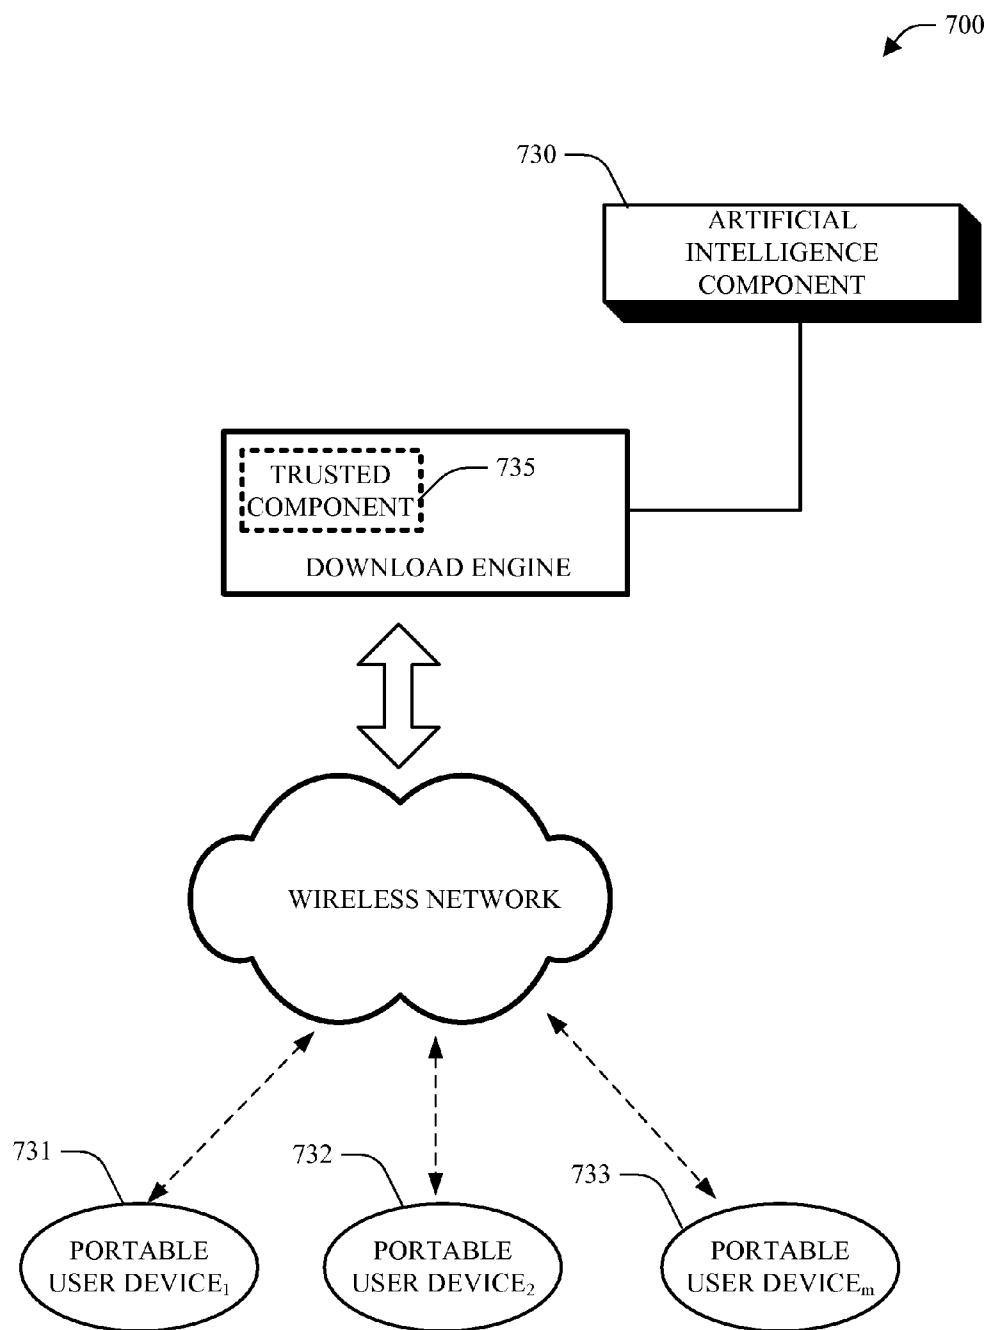 700
730
ARTIFICIAL
INTELLIGENCE
COMPONENT
TRUSTED
COMPONENT
735
DOWNLOAD ENGINE
WIRELESS NETWORK
731
732
733
PORTABLE
USER DEVICE1
PORTABLE
USER DEVICE2
PORTABLE
USER DEVICEm